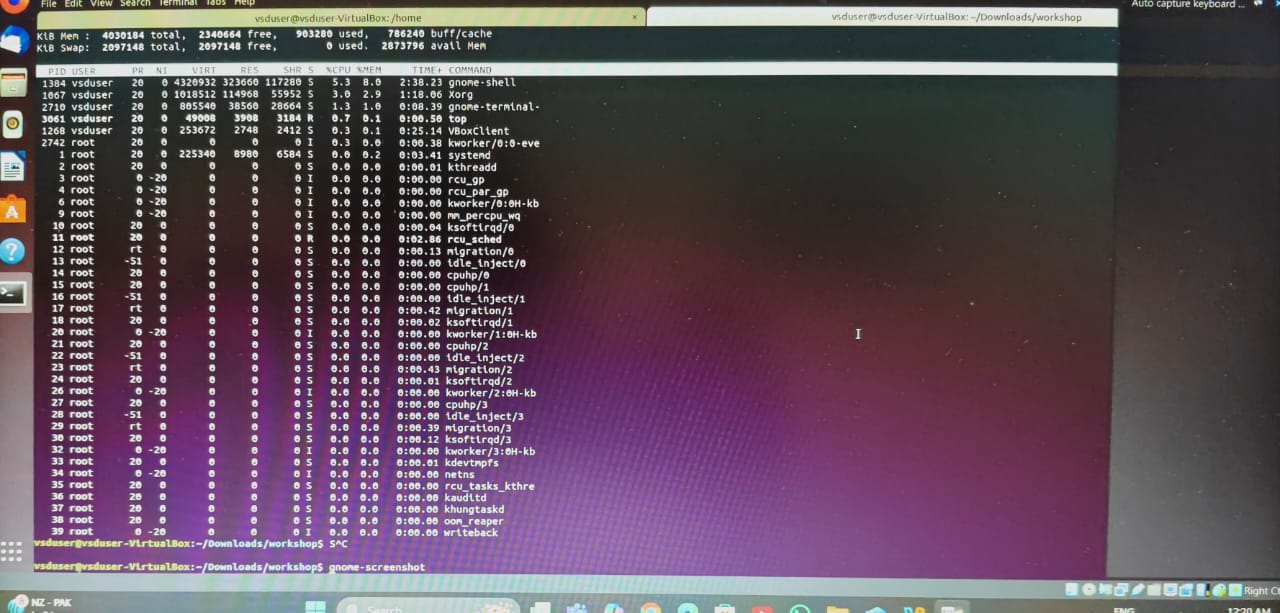 File Edit View Search Terminal Tabs Help
Auto capture keyboard ...
vsduser@vsduser-VirtualBox: /home × vsduser@vsduser-VirtualBox: ~/Downloads/workshop
KiB Mem : 4030184 total, 2340664 free, 903280 used, 786240 buff/cache
KiB Swap: 2097148 total, 2097148 free, 0 used. 2873796 avail Mem
PID USER PR NI VIRT RES SHR S %CPU %MEM TIME+ COMMAND
1384 vsduser 20 0 4320932 323660 117280 S 5.3 8.0 2:38.23 gnome-shell
1067 vsduser 20 0 1018512 114968 55952 S 3.0 2.9 1:18.06 Xorg
2710 vsduser 20 0 805540 38560 28664 S 1.3 1.0 0:08.39 gnome-terminal-
3061 vsduser 20 0 49008 3908 3184 R 0.7 0.1 0:00.50 top
1268 vsduser 20 0 253672 2748 2412 S 0.3 0.1 0:25.14 VBoxClient
2742 root 20 0 0 0 0 I 0.3 0.0 0:00.38 kworker/0:0-eve
1 root 20 0 225340 8980 6584 S 0.0 0.2 0:03.41 systemd
2 root 20 0 0 0 0 S 0.0 0.0 0:00.01 kthreadd
3 root 0 -20 0 0 0 I 0.0 0.0 0:00.00 rcu_gp
4 root 0 -20 0 0 0 I 0.0 0.0 0:00.00 rcu_par_gp
6 root 0 -20 0 0 0 I 0.0 0.0 0:00.00 kworker/0:0H-kb
9 root 0 -20 0 0 0 I 0.0 0.0 0:00.00 mm_percpu_wq
10 root 20 0 0 0 0 S 0.0 0.0 0:00.04 ksoftirqd/0
11 root 20 0 0 0 0 R 0.0 0.0 0:02.86 rcu_sched
12 root rt 0 0 0 0 S 0.0 0.0 0:00.13 migration/0
13 root -51 0 0 0 0 S 0.0 0.0 0:00.00 idle_inject/0
14 root 20 0 0 0 0 S 0.0 0.0 0:00.00 cpuhp/0
15 root 20 0 0 0 0 S 0.0 0.0 0:00.00 cpuhp/1
16 root -51 0 0 0 0 S 0.0 0.0 0:00.00 idle_inject/1
17 root rt 0 0 0 0 S 0.0 0.0 0:00.42 migration/1
18 root 20 0 0 0 0 S 0.0 0.0 0:00.02 ksoftirqd/1
20 root 0 -20 0 0 0 I 0.0 0.0 0:00.00 kworker/1:0H-kb
21 root 20 0 0 0 0 S 0.0 0.0 0:00.00 cpuhp/2
22 root -51 0 0 0 0 S 0.0 0.0 0:00.00 idle_inject/2
23 root rt 0 0 0 0 S 0.0 0.0 0:00.43 migration/2
24 root 20 0 0 0 0 S 0.0 0.0 0:00.01 ksoftirqd/2
26 root 0 -20 0 0 0 I 0.0 0.0 0:00.00 kworker/2:0H-kb
27 root 20 0 0 0 0 S 0.0 0.0 0:00.00 cpuhp/3
28 root -51 0 0 0 0 S 0.0 0.0 0:00.00 idle_inject/3
29 root rt 0 0 0 0 S 0.0 0.0 0:00.39 migration/3
30 root 20 0 0 0 0 S 0.0 0.0 0:00.12 ksoftirqd/3
32 root 0 -20 0 0 0 I 0.0 0.0 0:00.00 kworker/3:0H-kb
33 root 20 0 0 0 0 S 0.0 0.0 0:00.01 kdevtmpfs
34 root 0 -20 0 0 0 I 0.0 0.0 0:00.00 netns
35 root 20 0 0 0 0 S 0.0 0.0 0:00.00 rcu_tasks_kthre
36 root 20 0 0 0 0 S 0.0 0.0 0:00.00 kauditd
37 root 20 0 0 0 0 S 0.0 0.0 0:00.00 khungtaskd
38 root 20 0 0 0 0 S 0.0 0.0 0:00.00 oom_reaper
39 root 0 -20 0 0 0 I 0.0 0.0 0:00.00 writeback
vsduser@vsduser-VirtualBox:~/Downloads/workshop$ S^C
vsduser@vsduser-VirtualBox:~/Downloads/workshop$ gnome-screenshot
Right C
NZ - PAK
Search
ENG
12:20 AM